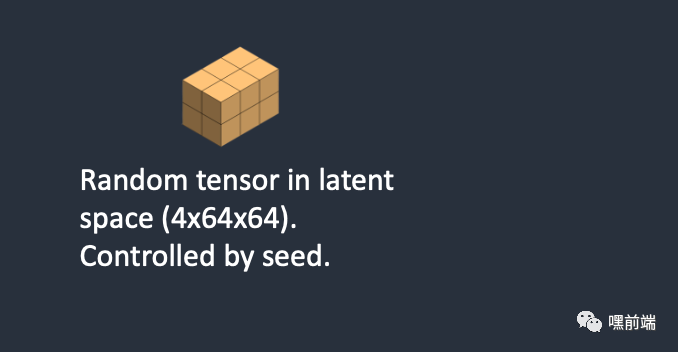 Random tensor in latent
space (4x64x64).
Controlled by seed.
嘿前端